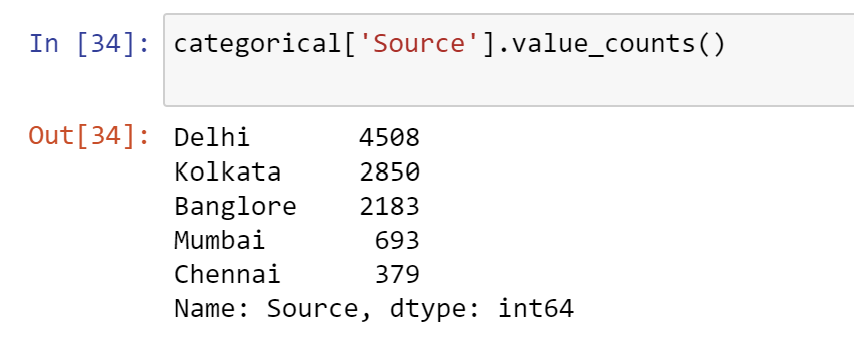 In [34]: categorical['Source'].value_counts()
Out[34]: Delhi 4508
Kolkata 2850
Banglore 2183
Mumbai 693
Chennai 379
Name: Source, dtype: int64